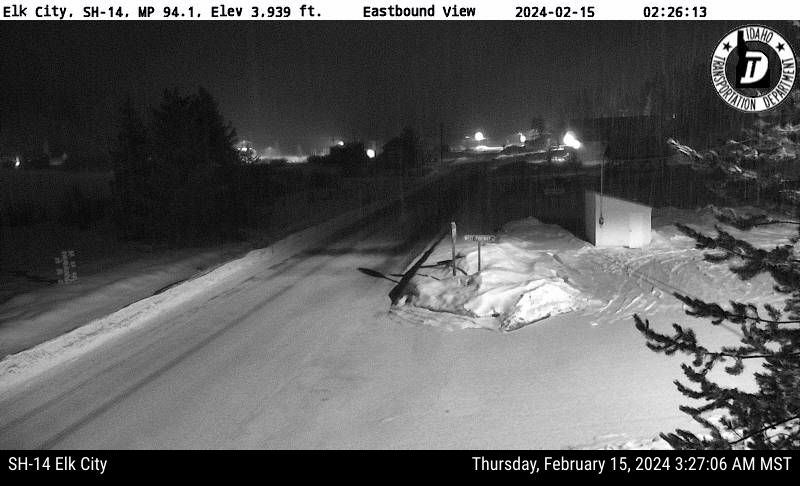 Elk City, SH-14, MP 94.1, Elev 3,939 ft. Eastbound View 2024-02-15 02:26:13
IDAHO
TRANSPORTATION DEPARTMENT
SH-14 Elk City Thursday, February 15, 2024 3:27:06 AM MST